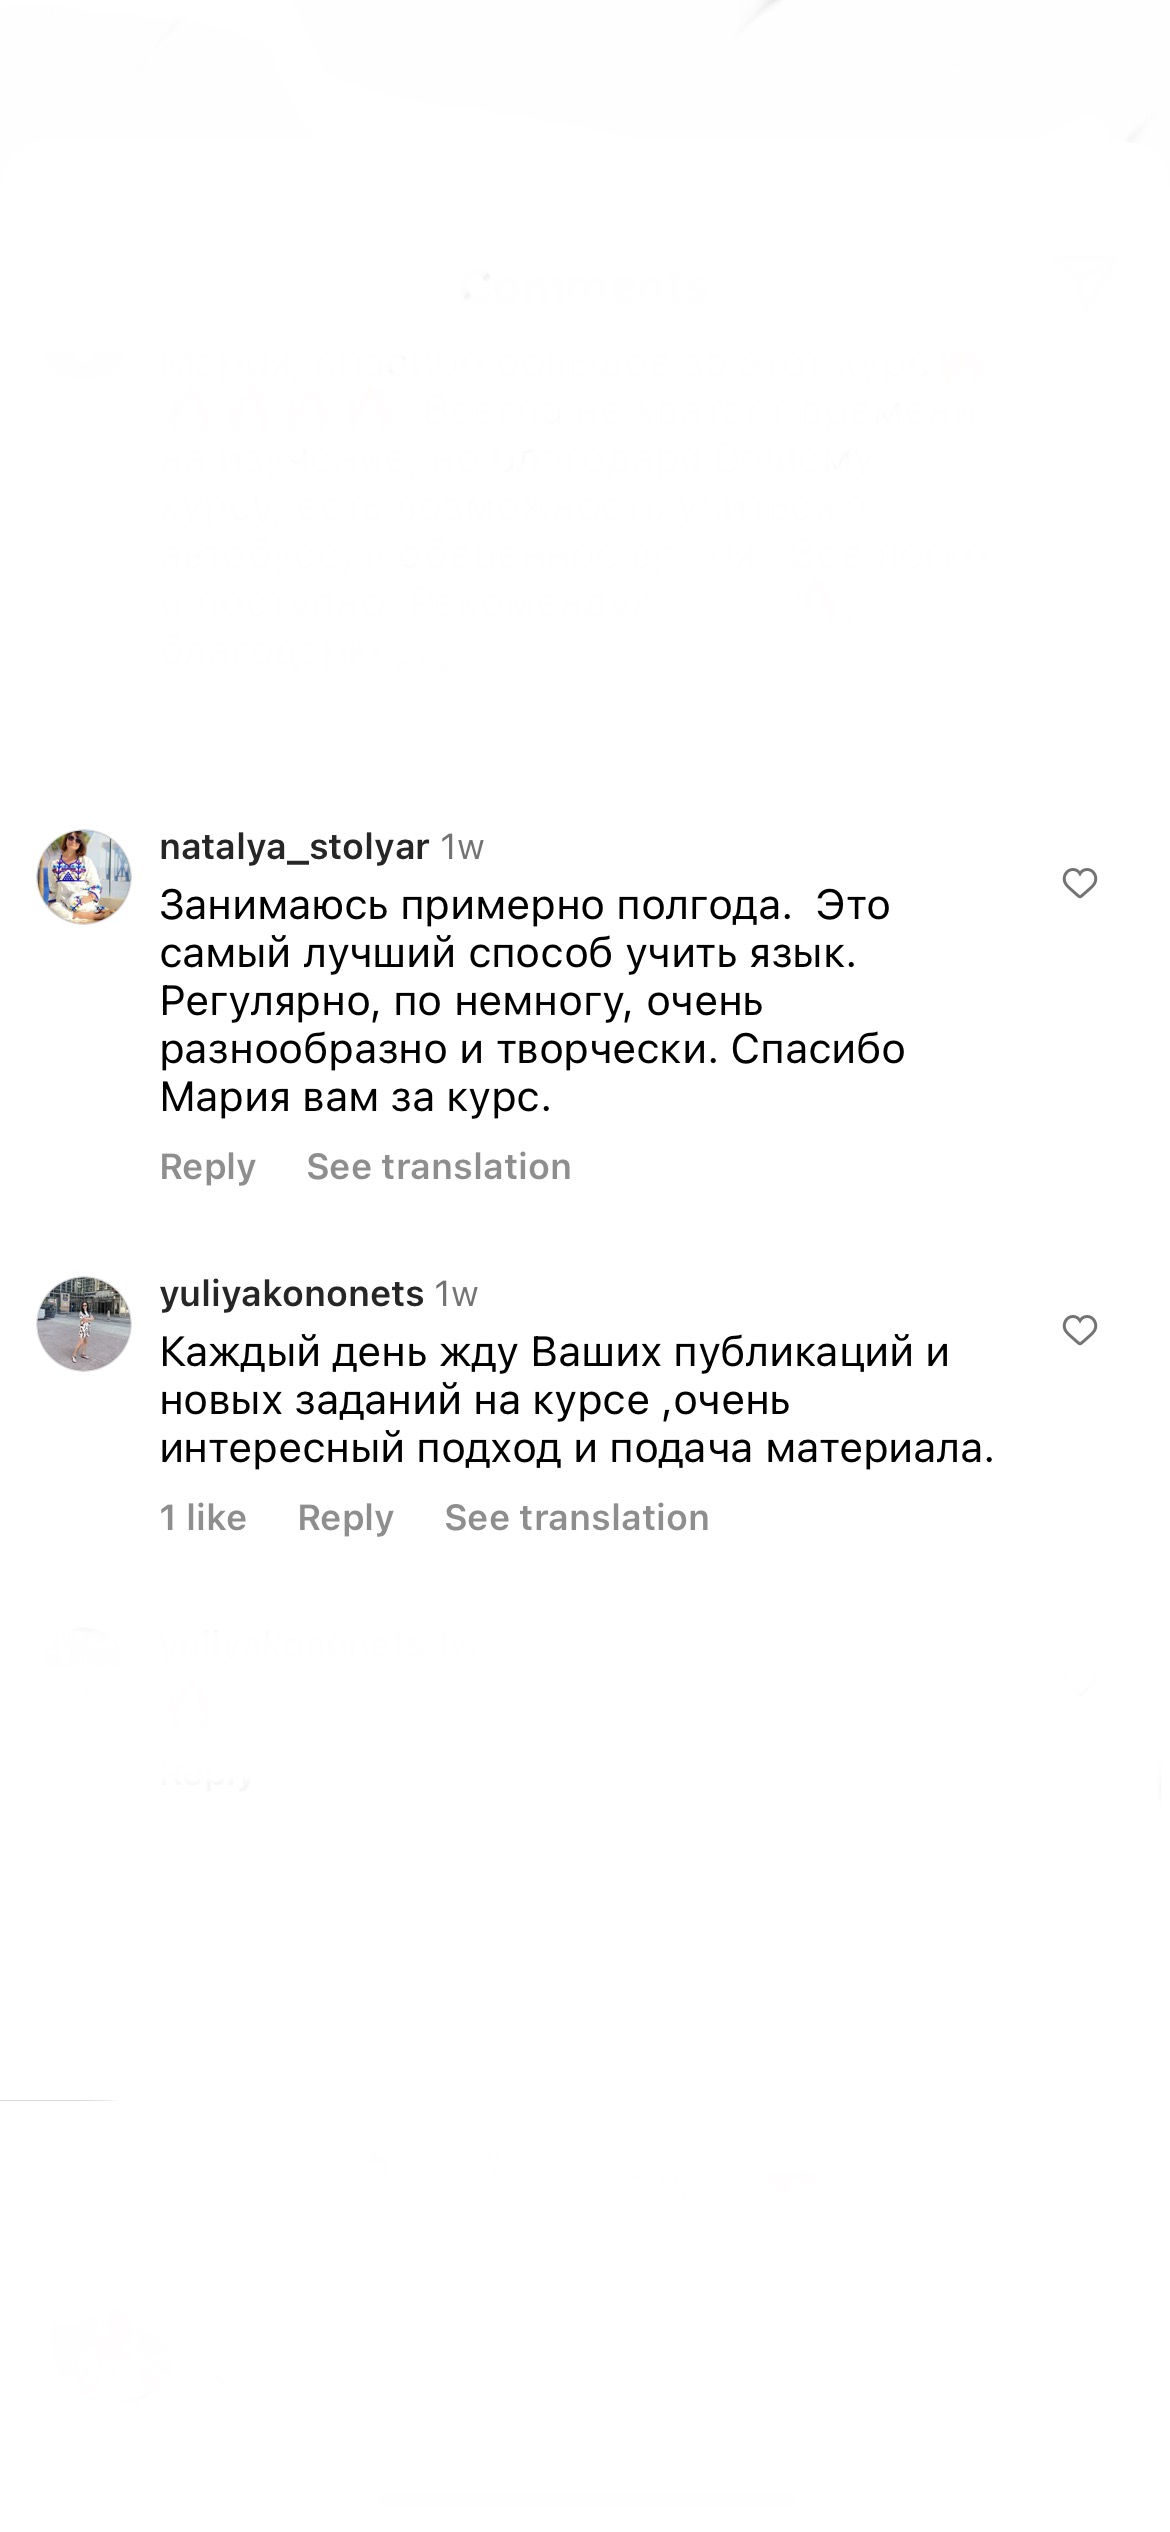 natalya_stolyar 1w
Занимаюсь примерно полгода.  Это
самый лучший способ учить язык.
Регулярно, по немногу, очень
разнообразно и творчески. Спасибо
Мария вам за курс.
Reply See translation
yuliyakononets 1w
Каждый день жду Ваших публикаций и
новых заданий на курсе ,очень
интересный подход и подача материала.
1 like Reply See translation